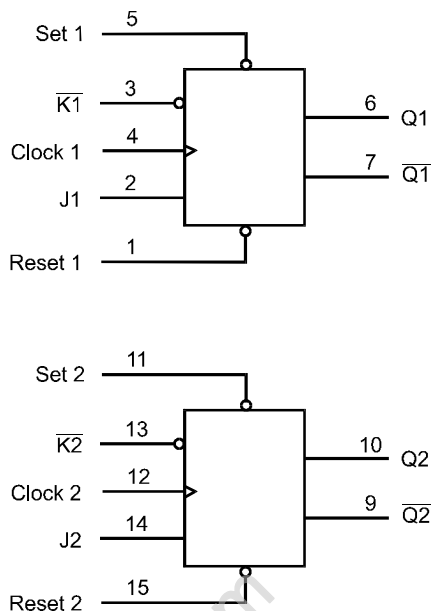 Set 1 5
K1 3
Clock 1 4
J1 2
Reset 1 1
6 Q1
7 Q1
Set 2 11
K2 13
Clock 2 12
J2 14
Reset 2 15
10 Q2
9 Q2